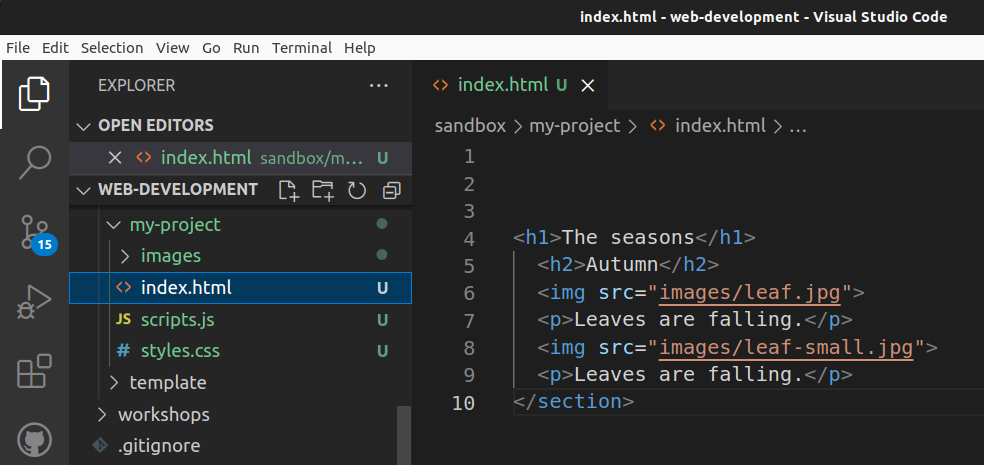 index.html - web-development - Visual Studio Code
File Edit Selection View Go Run Terminal Help
EXPLORER ...
OPEN EDITORS
index.html sandbox/m... U
WEB-DEVELOPMENT
my-project
images
index.html U
JS scripts.js U
# styles.css U
template
workshops
.gitignore
15
index.html U
sandbox > my-project > index.html > ...
1
2
3
4 <h1>The seasons</h1>
5 <h2>Autumn</h2>
6 <img src="images/leaf.jpg">
7 <p>Leaves are falling.</p>
8 <img src="images/leaf-small.jpg">
9 <p>Leaves are falling.</p>
10 </section>